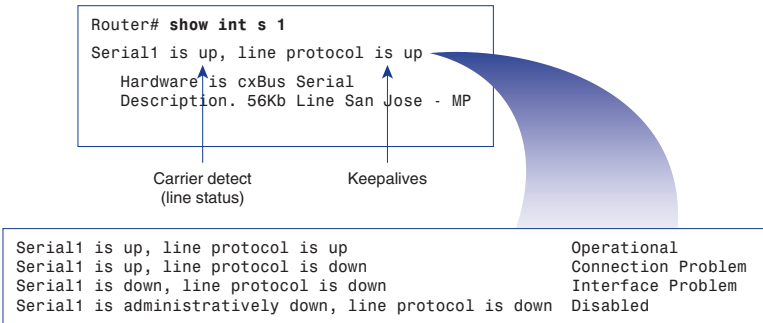 Router# show int s 1
Serial1 is up, line protocol is up
Hardware is cxBus Serial
Description. 56Kb Line San Jose - MP
Carrier detect
(line status)
Keepalives
Serial1 is up, line protocol is up Operational
Serial1 is up, line protocol is down Connection Problem
Serial1 is down, line protocol is down Interface Problem
Serial1 is administratively down, line protocol is down Disabled